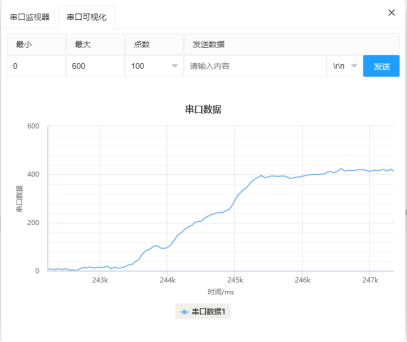 串口监视器 串口可视化 ×
最小 最大 点数 发送数据
0 600 100 请输入内容 \r\n 发送
串口数据
600
400
200
0
串口数据
243k 244k 245k 246k 247k
时间/ms
串口数据1